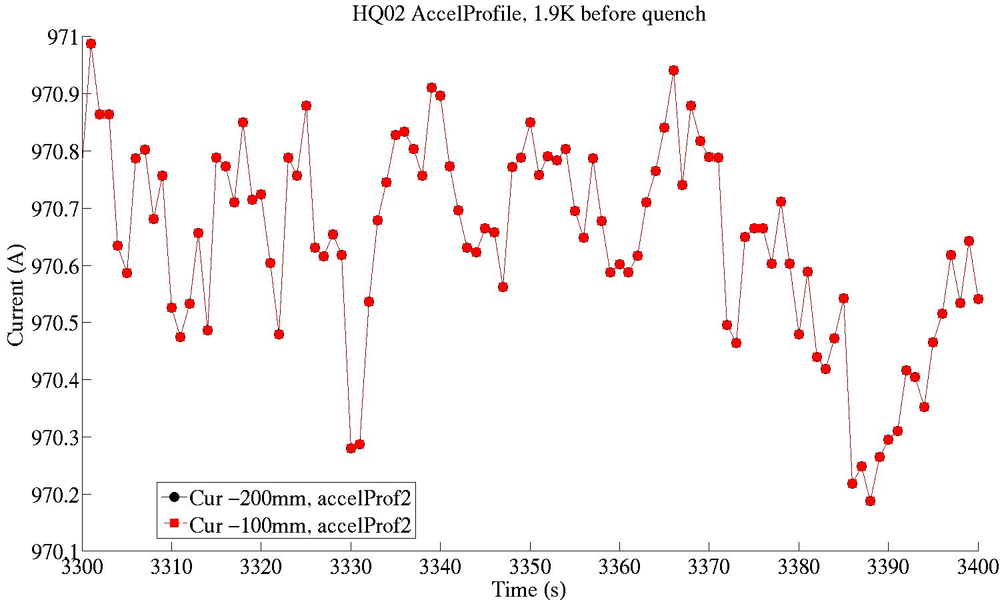 HQ02 AccelProfile, 1.9K before quench
971
970.9
970.8
970.7
970.6
970.5
970.4
970.3
970.2
970.1
Current (A)
Cur −200mm, accelProf2
Cur −100mm, accelProf2
3300 3310 3320 3330 3340 3350 3360 3370 3380 3390 3400
Time (s)